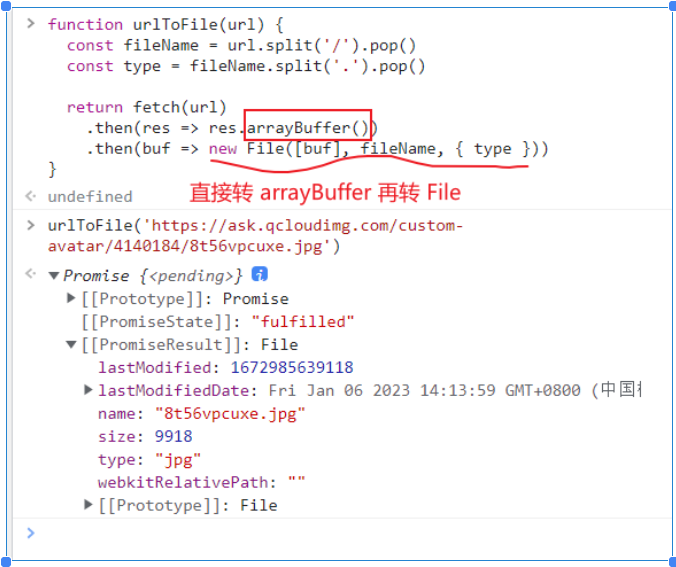 function urlToFile(url) {
const fileName = url.split('/').pop()
const type = fileName.split('.').pop()
return fetch(url)
.then(res => res.arrayBuffer())
.then(buf => new File([buf], fileName, { type }))
}
undefined
直接转 arrayBuffer 再转 File
urlToFile('https://ask.qcloudimg.com/custom-
avatar/4140184/8t56vpcuxe.jpg')
Promise {<pending>} i
[[Prototype]]: Promise
[[PromiseState]]: "fulfilled"
[[PromiseResult]]: File
lastModified: 1672985639118
lastModifiedDate: Fri Jan 06 2023 14:13:59 GMT+0800 (中国
name: "8t56vpcuxe.jpg"
size: 9918
type: "jpg"
webkitRelativePath: ""
[[Prototype]]: File